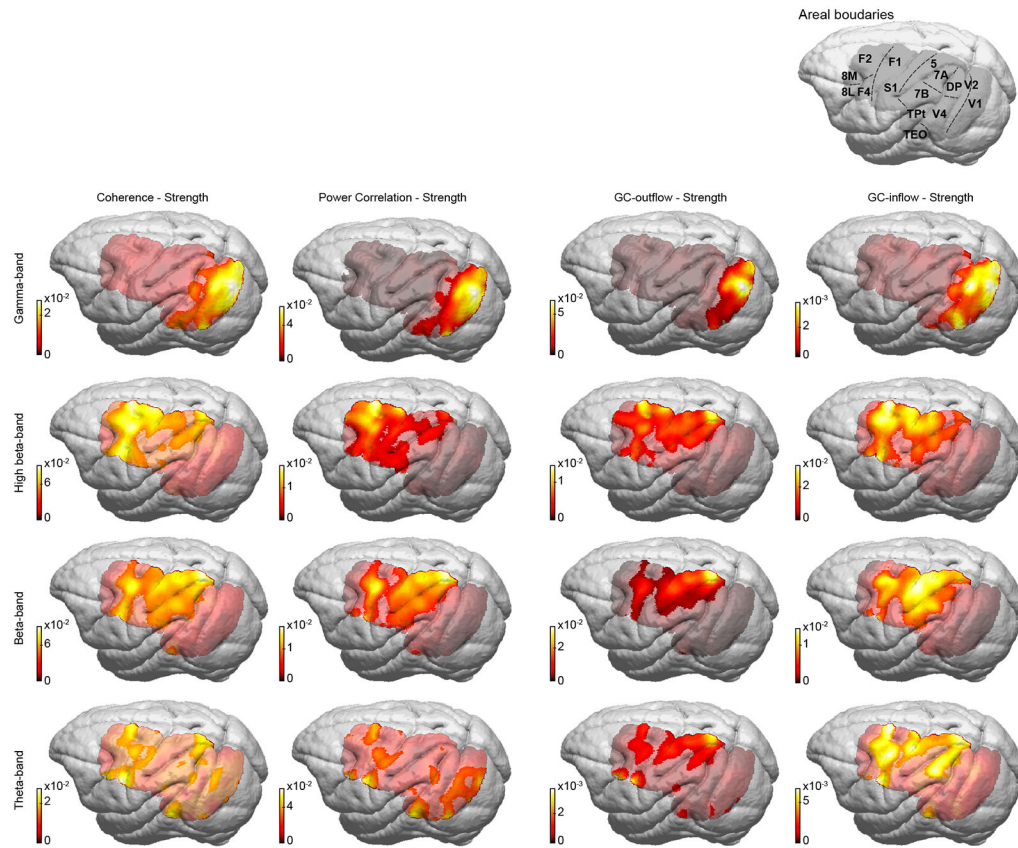 Areal boudaries
F2 F1 5
8M 7A
8L F4 S1 7B DP V2
V1
TPt V4
TEO
Coherence - Strength Power Correlation - Strength GC-outflow - Strength GC-inflow - Strength
Gamma-band
x10-2
2
0
x10-2
4
0
x10-2
5
0
x10-3
2
0
High beta-band
x10-2
6
0
x10-2
1
0
x10-2
1
0
x10-2
2
0
Beta-band
x10-2
6
0
x10-2
1
0
x10-2
2
0
x10-2
1
0
Theta-band
x10-2
2
0
x10-2
4
0
x10-3
2
0
x10-3
5
0